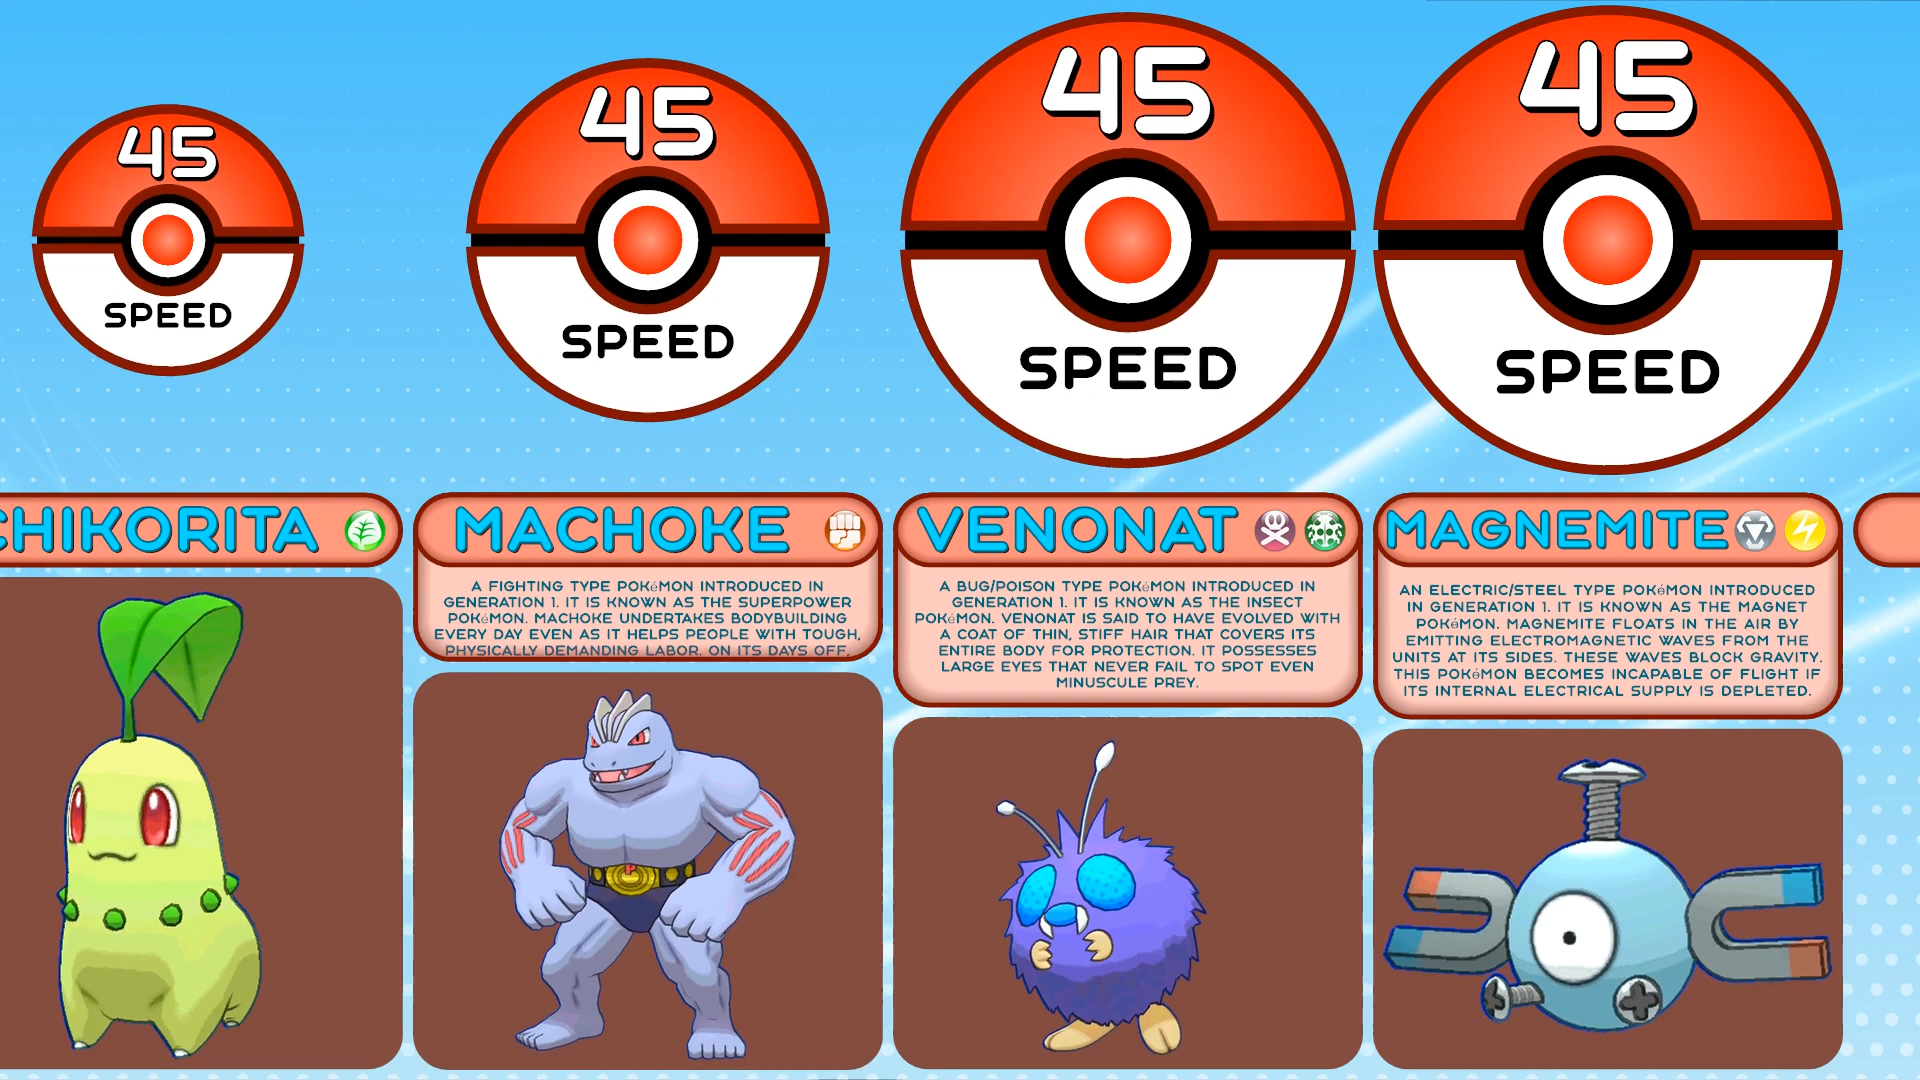 45
SPEED
45
SPEED
45
SPEED
45
SPEED
CHIKORITA
MACHOKE
A FIGHTING TYPE POKéMON INTRODUCED IN
GENERATION 1. IT IS KNOWN AS THE SUPERPOWER
POKéMON. MACHOKE UNDERTAKES BODYBUILDING
EVERY DAY EVEN AS IT HELPS PEOPLE WITH TOUGH,
PHYSICALLY DEMANDING LABOR. ON ITS DAYS OFF,
VENONAT
A BUG/POISON TYPE POKéMON INTRODUCED IN
GENERATION 1. IT IS KNOWN AS THE INSECT
POKéMON. VENONAT IS SAID TO HAVE EVOLVED WITH
A COAT OF THIN, STIFF HAIR THAT COVERS ITS
ENTIRE BODY FOR PROTECTION. IT POSSESSES
LARGE EYES THAT NEVER FAIL TO SPOT EVEN
MINUSCULE PREY.
MAGNEMITE
AN ELECTRIC/STEEL TYPE POKéMON INTRODUCED
IN GENERATION 1. IT IS KNOWN AS THE MAGNET
POKéMON. MAGNEMITE FLOATS IN THE AIR BY
EMITTING ELECTROMAGNETIC WAVES FROM THE
UNITS AT ITS SIDES. THESE WAVES BLOCK GRAVITY.
THIS POKéMON BECOMES INCAPABLE OF FLIGHT IF
ITS INTERNAL ELECTRICAL SUPPLY IS DEPLETED.